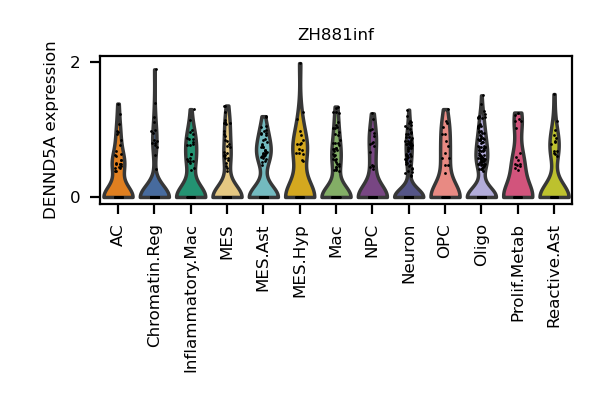 ZH881inf
DENND5A expression
2
0
AC
Chromatin.Reg
Inflammatory.Mac
MES
MES.Ast
MES.Hyp
Mac
NPC
Neuron
OPC
Oligo
Prolif.Metab
Reactive.Ast